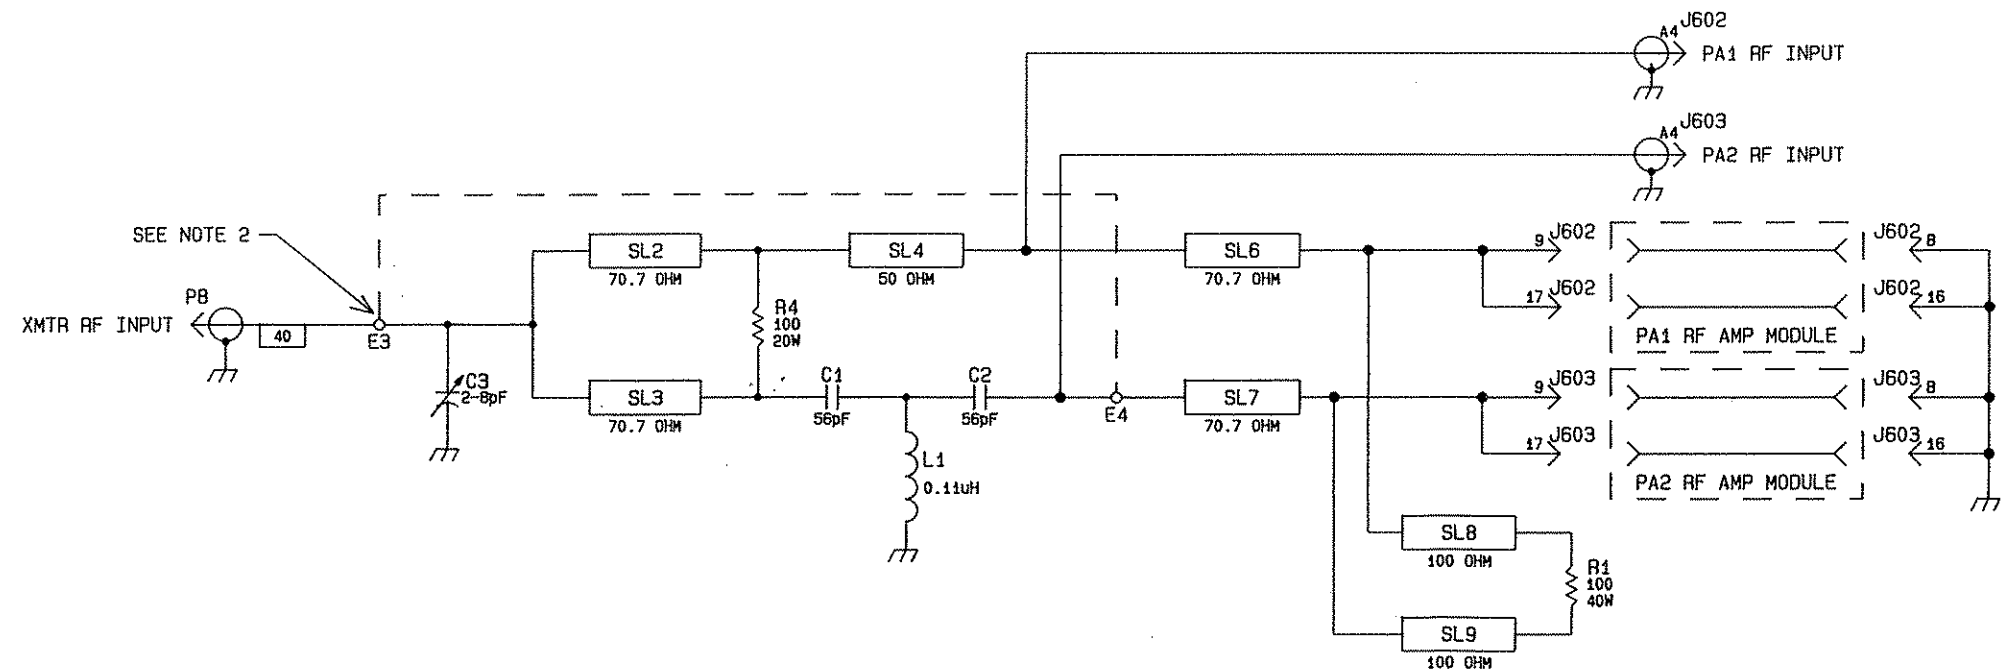 J602
A4
PA1 RF INPUT
J603
A4
PA2 RF INPUT
SEE NOTE 2
SL2
70.7 OHM
SL4
50 OHM
SL6
70.7 OHM
9 J602
J602 8
17 J602
J602 16
PA1 RF AMP MODULE
P8
XMTR RF INPUT
40
E3
R4
100
20W
C3
2-8pF
SL3
70.7 OHM
C1
56pF
C2
56pF
E4
SL7
70.7 OHM
9 J603
J603 8
17 J603
J603 16
PA2 RF AMP MODULE
L1
0.11uH
SL8
100 OHM
R1
100
40W
SL9
100 OHM